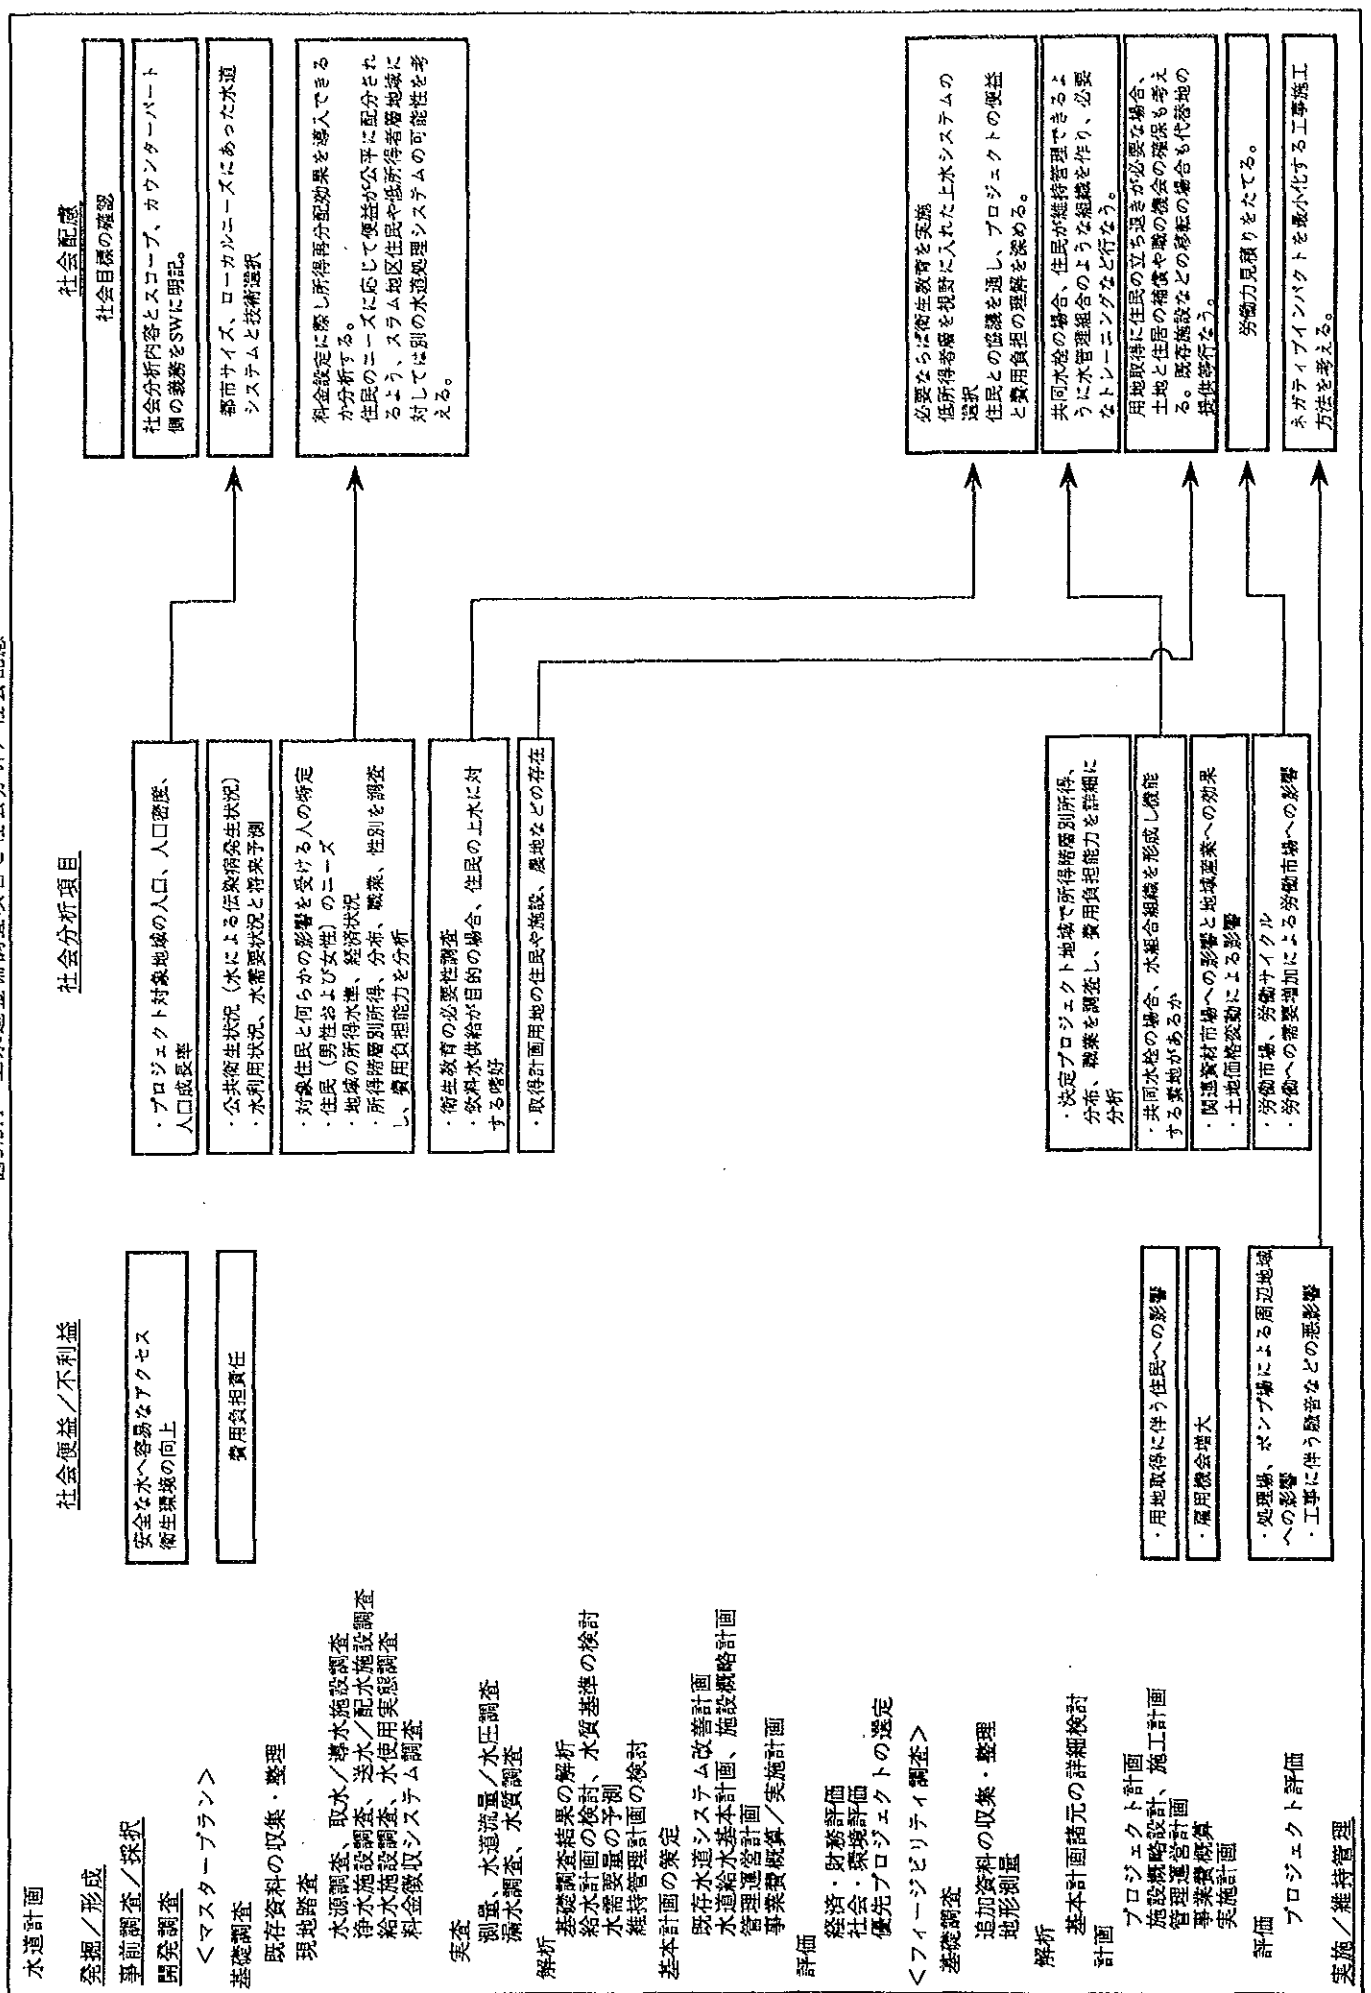 水道計画
発掘／形成
事前調査／採択
開発調査
＜マスタープラン＞
基礎調査
既存資料の収集・整理
現地踏査
水源調査、取水／導水施設調査
浄水施設調査、送水／配水施設調査
給水施設調査、水使用実態調査
料金徴収システム調査
実査
測量、水道流量／水圧調査
漏水調査、水質調査
解析
基礎調査結果の解析
給水計画の検討、水質基準の検討
水需要量の予測
維持管理計画の検討
基本計画の策定
既存水道システム改善計画
水道給水基本計画、施設概略計画
管理運営計画
事業費概算／実施計画
評価
経済・財務評価
社会・環境評価
優先プロジェクトの選定
＜フィージビリティ調査＞
基礎調査
追加資料の収集・整理
地形測量
解析
基本計画諸元の詳細検討
計画
プロジェクト計画
施設概略設計、施工計画
管理運営計画
事業費概算
実施計画
評価
プロジェクト評価
実施／維持管理
社会便益／不利益
安全な水へ容易なアクセス
衛生環境の向上
費用負担責任
・用地取得に伴う住民への影響
・雇用機会増大
・処理場、ポンプ場による周辺地域
への影響
・工事に伴う騒音などの悪影響
社会分析項目
・プロジェクト対象地域の人口、人口密度、
人口成長率
・公共衛生状況（水による伝染病発生状況）
・水利用状況、水需要状況と将来予測
・対象住民と何らかの影響を受ける人の特定
・住民（男性および女性）のニーズ
・地域の所得水準、経済状況
・所得階層別所得、分布、職業、性別を調査
し、費用負担能力を分析
・衛生教育の必要性調査
・飲料水供給が目的の場合、住民の上水に対
する嗜好
・取得計画用地の住民や施設、農地などの存在
・決定プロジェクト地域で所得階層別所得、
分布、職業を調査し、費用負担能力を詳細に
分析
・共同水栓の場合、水組合組織を形成し機能
する素地があるか
・関連資材市場への影響と地域産業への効果
・土地価格変動による影響
・労働市場、労働サイクル
・労働への需要増加による労働市場への影響
社会配慮
社会目標の確認
社会分析内容とスコープ、カウンターパート
側の義務をSWに明記。
都市サイズ、ローカルニーズにあった水道
システムと技術選択
料金設定に際し所得再分配効果を導入できる
か分析する。
住民のニーズに応じて便益が公平に配分され
るよう、スラム地区住民や低所得者層地域に
対しては別の水道処理システムの可能性を考
える。
必要ならば衛生教育を実施
低所得者層を視野に入れた上水システムの
選択
住民との協議を通し、プロジェクトの便益
と費用負担の理解を深める。
共同水栓の場合、住民が維持管理できるよ
うに水管理組合のような組織を作り、必要
なトレーニングなど行なう。
用地取得に住民の立ち退きが必要な場合、
土地と住居の補償や職の機会の確保も考え
る。既存施設などの移転の場合も代替地の
提供等行なう。
労働力見積りをたてる。
ネガティブインパクトを最小化する工事施工
方法を考える。